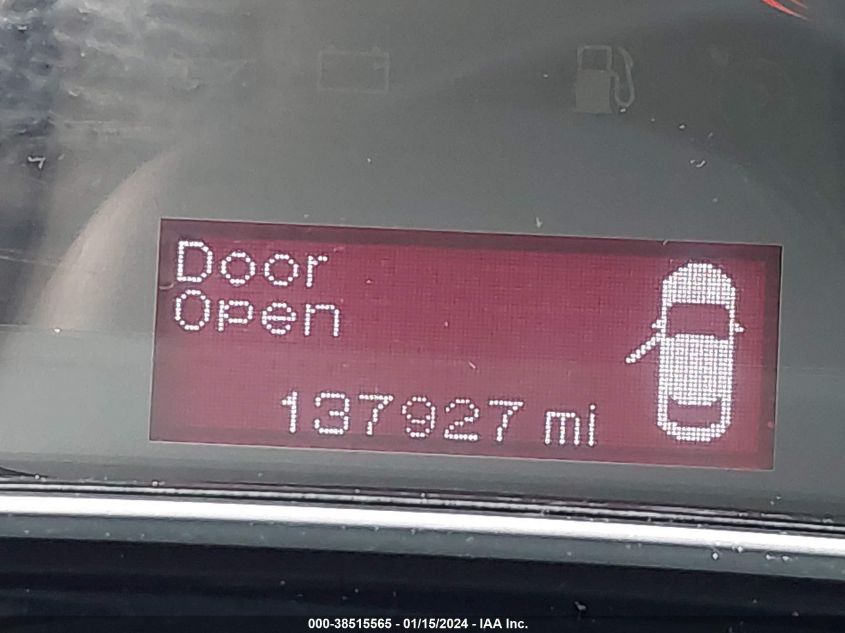 Door
Open
137927 mi
000-38515565 - 01/15/2024 - IAA Inc.